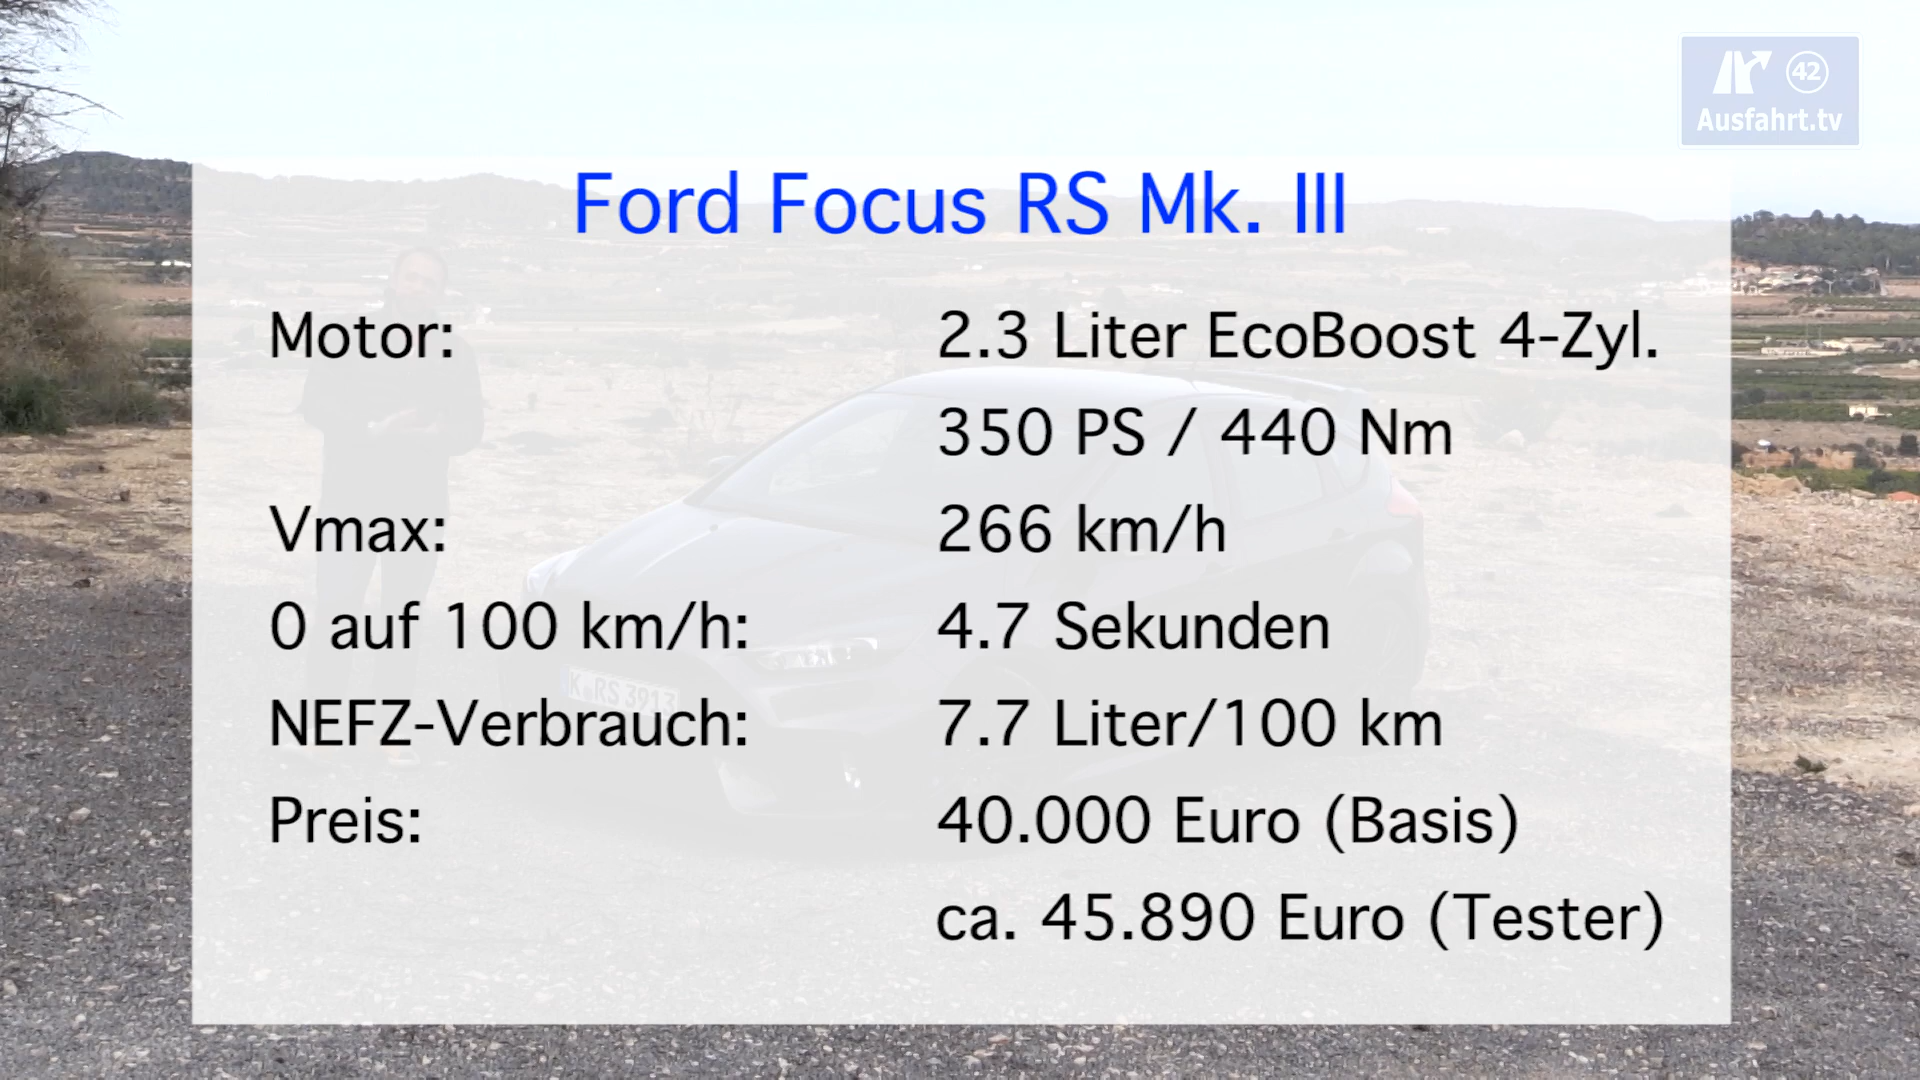 42
Ausfahrt.tv
Ford Focus RS Mk. III
Motor: 2.3 Liter EcoBoost 4-Zyl.
350 PS / 440 Nm
Vmax: 266 km/h
0 auf 100 km/h: 4.7 Sekunden
NEFZ-Verbrauch: 7.7 Liter/100 km
K RS 3913
Preis: 40.000 Euro (Basis)
ca. 45.890 Euro (Tester)